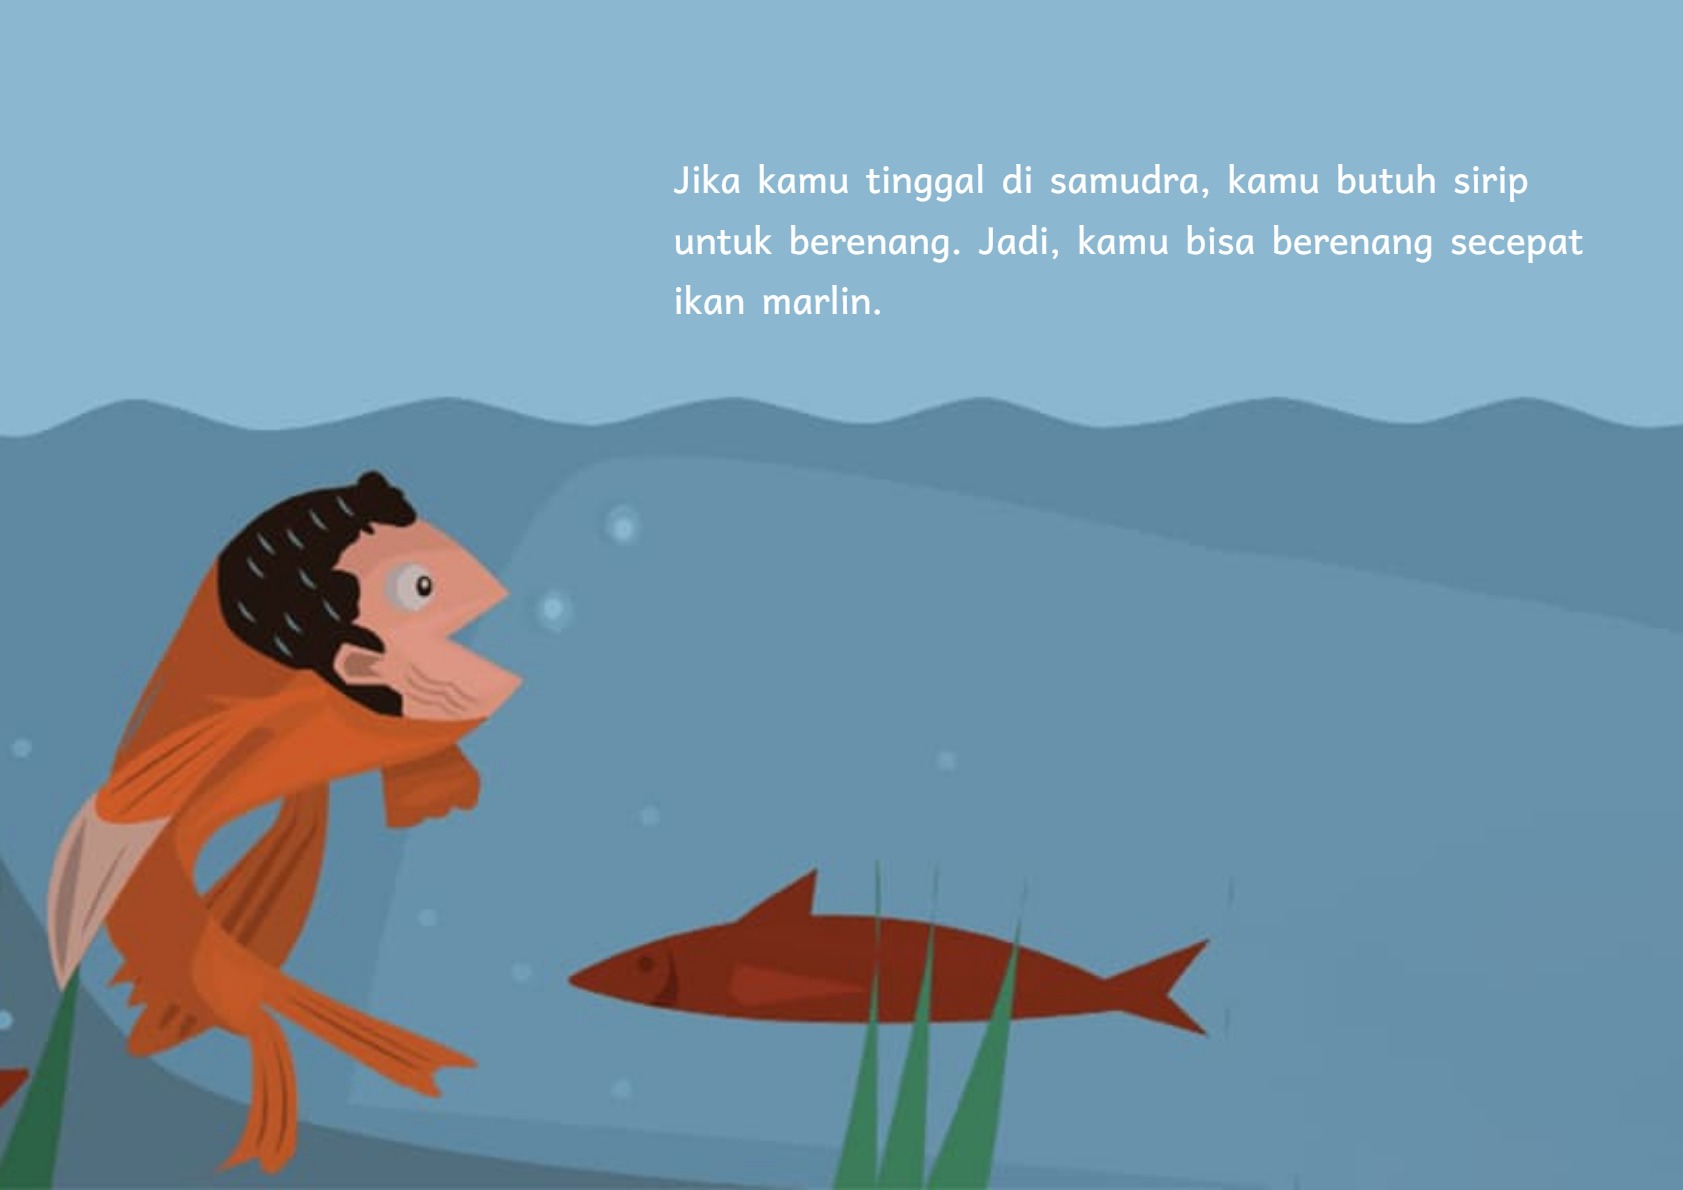 Jika kamu tinggal di samudra, kamu butuh sirip
untuk berenang. Jadi, kamu bisa berenang secepat
ikan marlin.